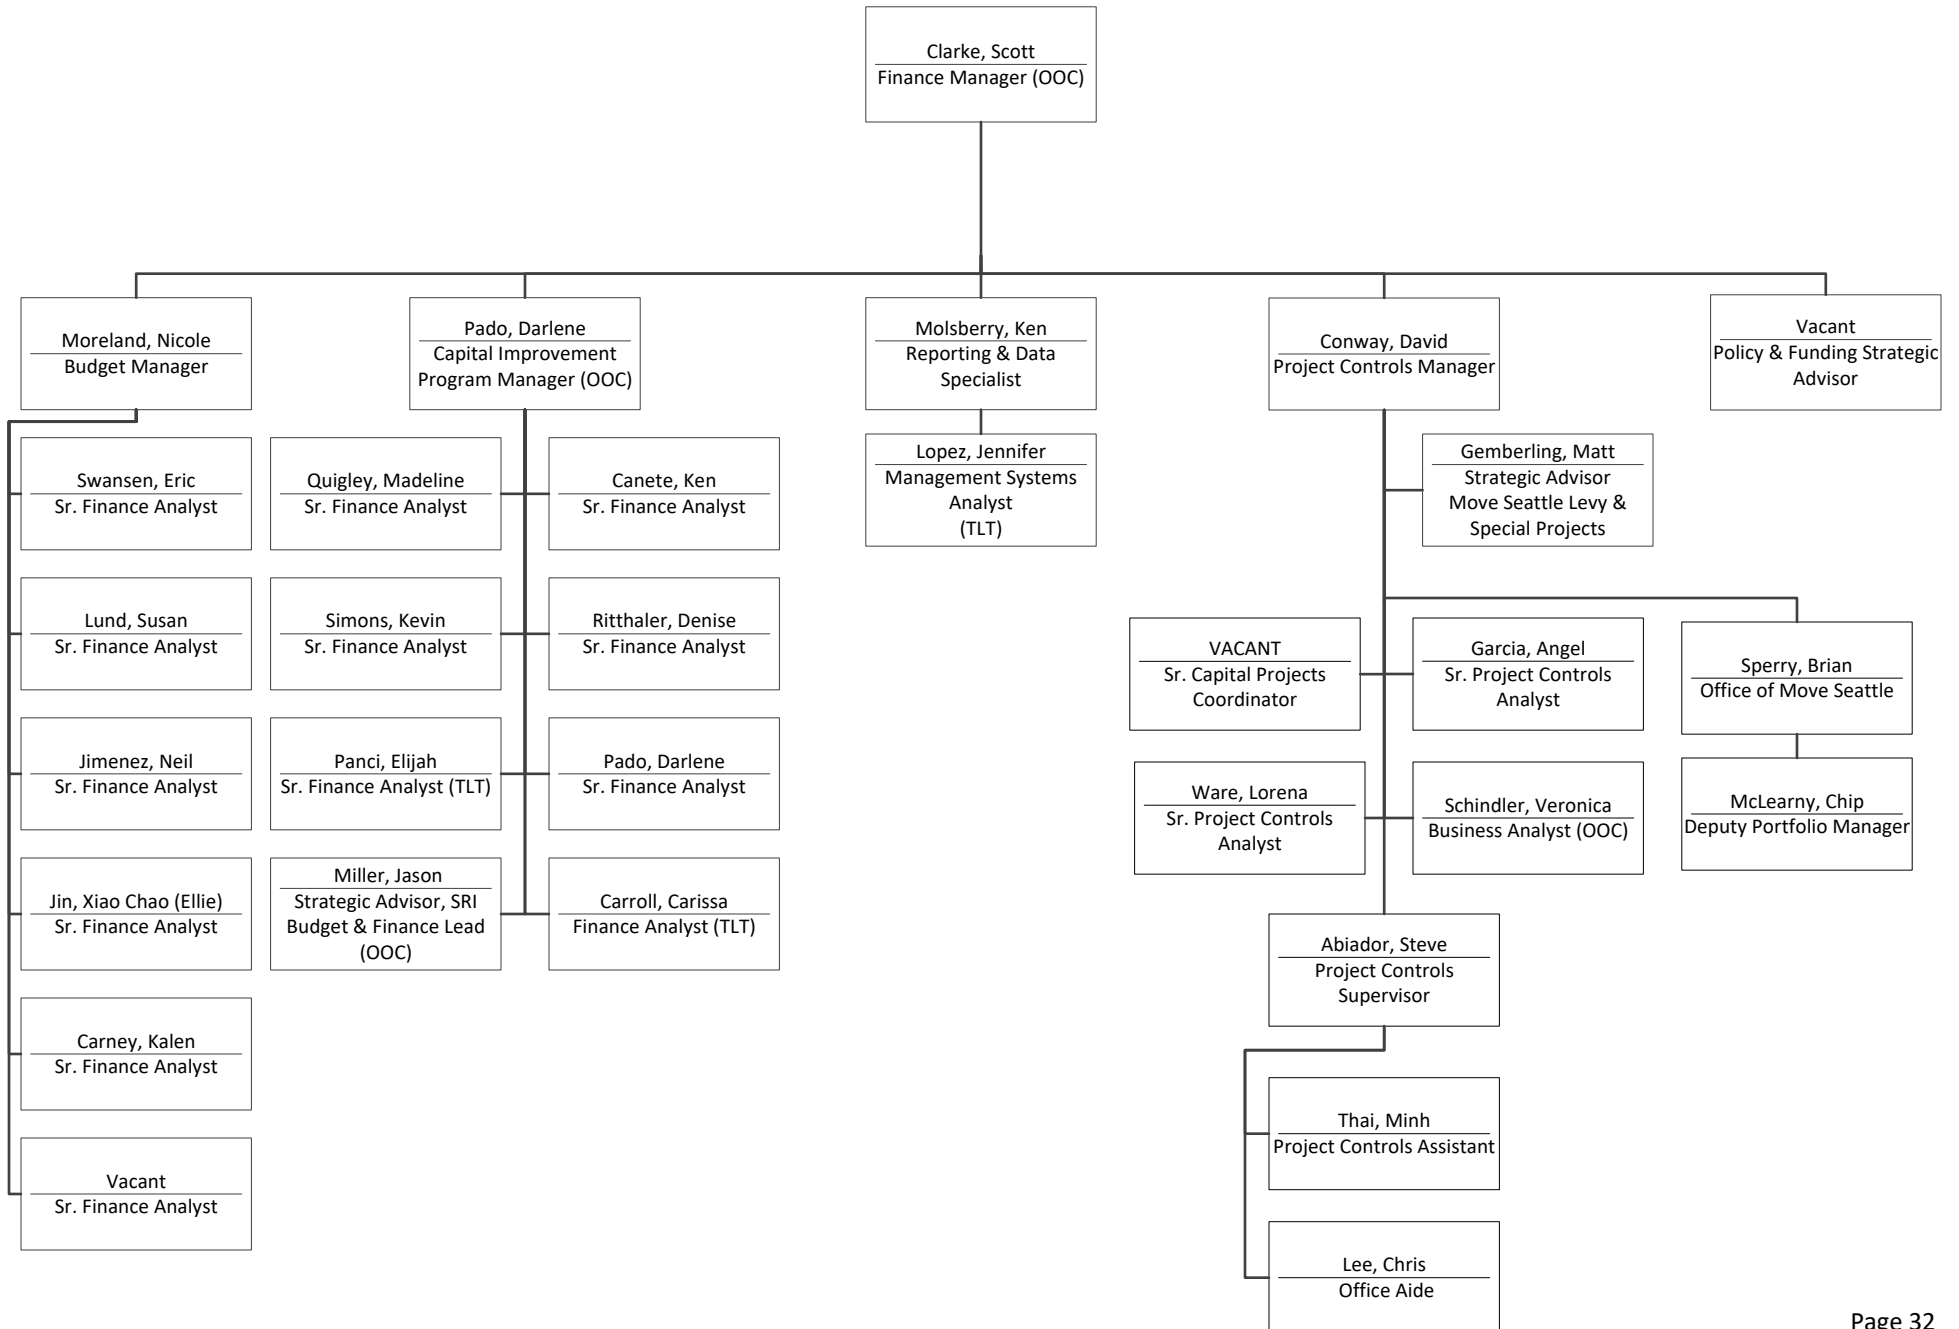 Clarke, Scott
Finance Manager (OOC)
Moreland, Nicole
Budget Manager
Pado, Darlene
Capital Improvement
Program Manager (OOC)
Molsberry, Ken
Reporting & Data
Specialist
Conway, David
Project Controls Manager
Vacant
Policy & Funding Strategic
Advisor
Swansen, Eric
Sr. Finance Analyst
Quigley, Madeline
Sr. Finance Analyst
Canete, Ken
Sr. Finance Analyst
Lopez, Jennifer
Management Systems
Analyst
(TLT)
Gemberling, Matt
Strategic Advisor
Move Seattle Levy &
Special Projects
Lund, Susan
Sr. Finance Analyst
Simons, Kevin
Sr. Finance Analyst
Ritthaler, Denise
Sr. Finance Analyst
VACANT
Sr. Capital Projects
Coordinator
Garcia, Angel
Sr. Project Controls
Analyst
Sperry, Brian
Office of Move Seattle
Jimenez, Neil
Sr. Finance Analyst
Panci, Elijah
Sr. Finance Analyst (TLT)
Pado, Darlene
Sr. Finance Analyst
Ware, Lorena
Sr. Project Controls
Analyst
Schindler, Veronica
Business Analyst (OOC)
McLearny, Chip
Deputy Portfolio Manager
Jin, Xiao Chao (Ellie)
Sr. Finance Analyst
Miller, Jason
Strategic Advisor, SRI
Budget & Finance Lead
(OOC)
Carroll, Carissa
Finance Analyst (TLT)
Abiador, Steve
Project Controls
Supervisor
Carney, Kalen
Sr. Finance Analyst
Thai, Minh
Project Controls Assistant
Vacant
Sr. Finance Analyst
Lee, Chris
Office Aide
Page 32